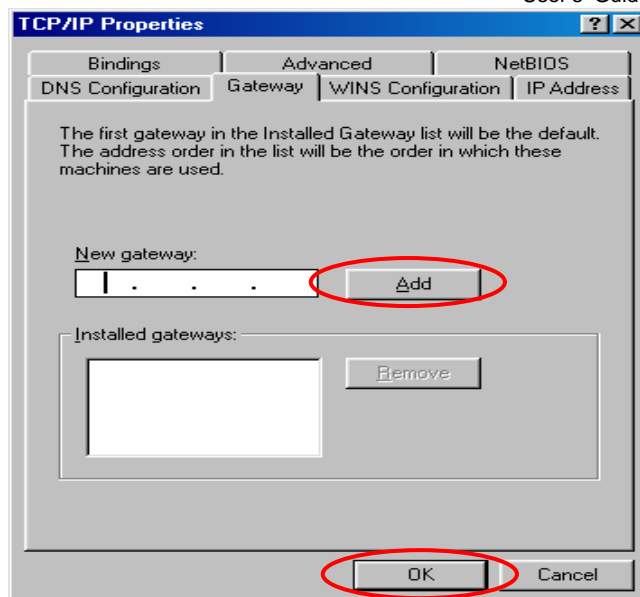 TCP/IP Properties
Bindings Advanced NetBIOS
DNS Configuration Gateway WINS Configuration IP Address
The first gateway in the Installed Gateway list will be the default.
The address order in the list will be the order in which these
machines are used.
New gateway:
. . . Add
Installed gateways:
Remove
OK Cancel